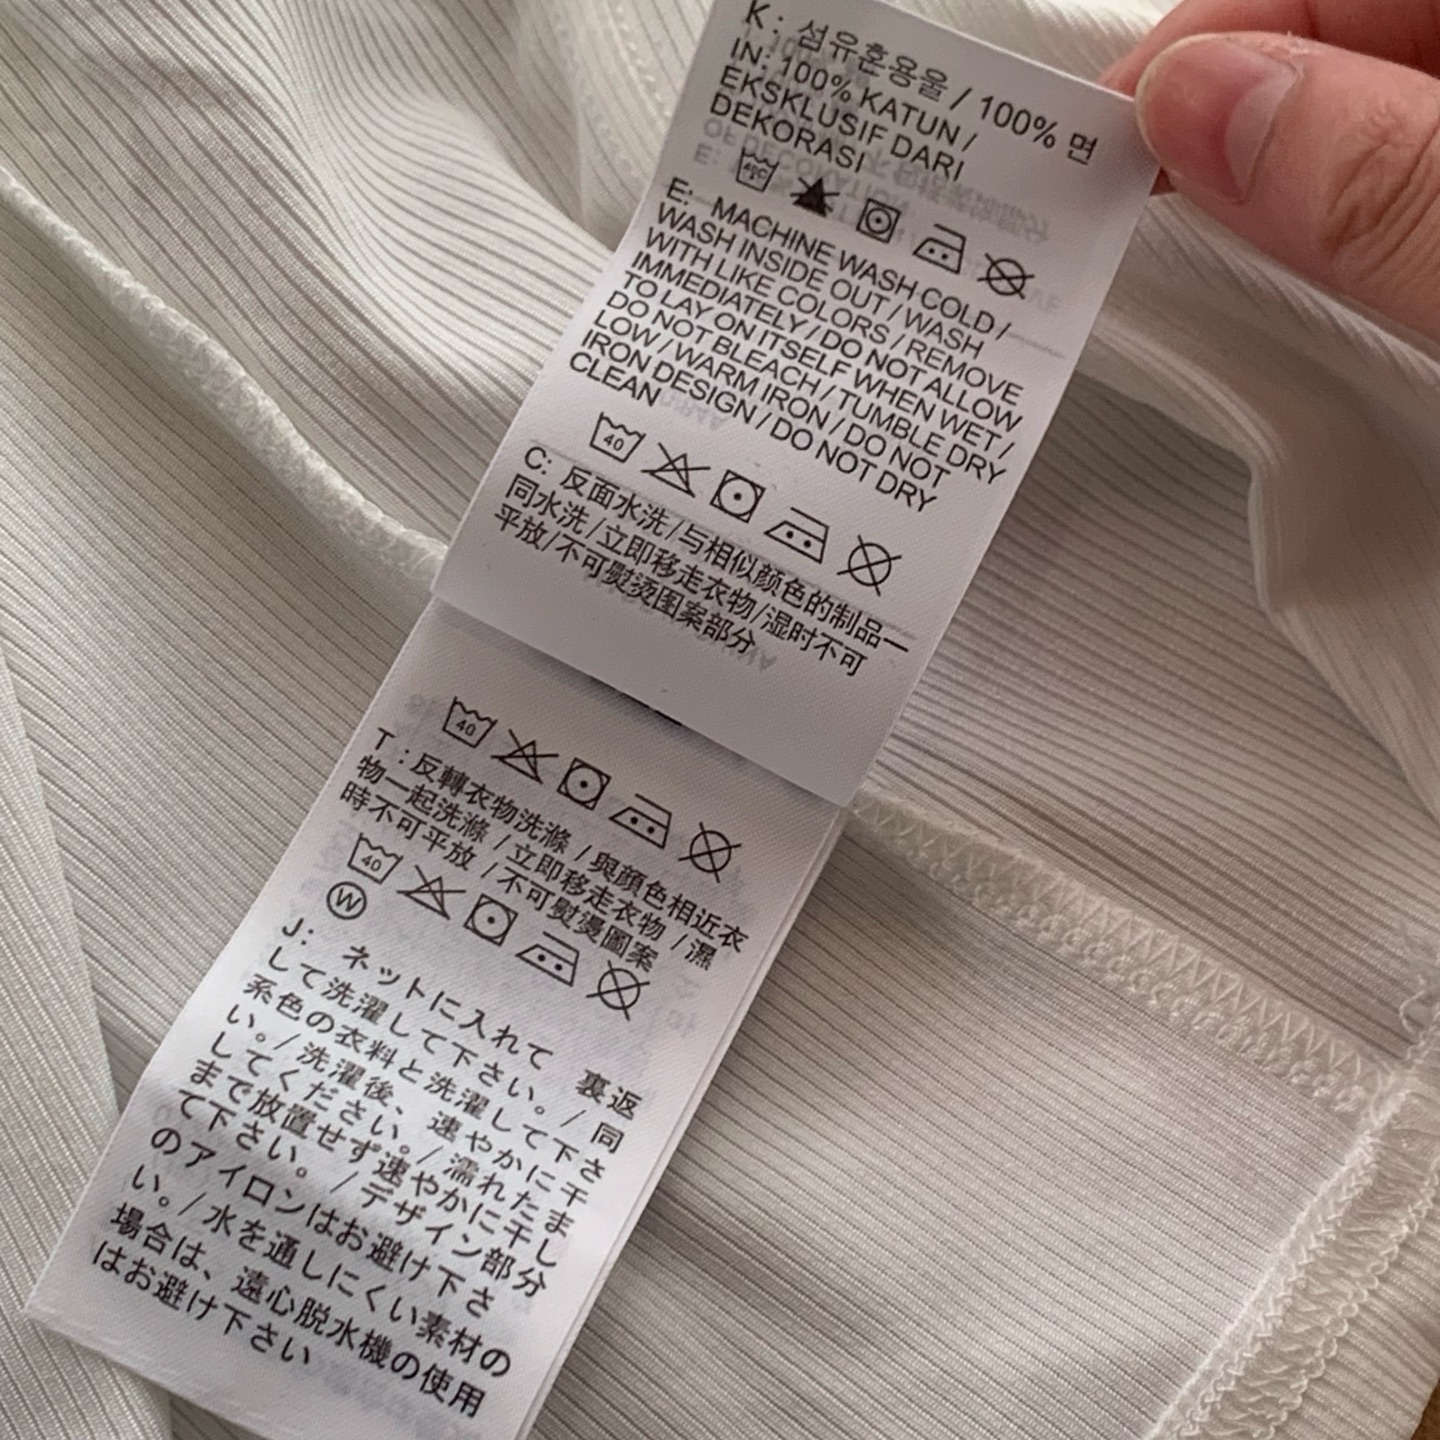 K : 섬유혼용율 / 100% 면
IN: 100% KATUN /
EKSKLUSIF DARI
DEKORASI
40C
E: MACHINE WASH COLD /
WASH INSIDE OUT / WASH
WITH LIKE COLORS / REMOVE
IMMEDIATELY / DO NOT ALLOW
TO LAY ON ITSELF WHEN WET /
DO NOT BLEACH / TUMBLE DRY
LOW / WARM IRON / DO NOT
IRON DESIGN / DO NOT DRY
CLEAN
40
C: 反面水洗/与相似颜色的制品一
同水洗/立即移走衣物/湿时不可
平放/不可熨烫图案部分
40
T : 反轉衣物洗滌 / 與顔色相近衣
物一起洗滌 / 立即移走衣物 / 濕
時不可平放 / 不可熨燙圖案
40
W
J: ネットに入れて 裏返
して洗濯して下さい。/ 同
系色の衣料と洗濯して下さ
い。/ 洗濯後、速やかに干
してください。/ 濡れたま
まで放置せず速やかに干し
て下さい。/ デザイン部分
のアイロンはお避け下さ
い。/ 水を通しにくい素材の
場合は、遠心脱水機の使用
はお避け下さい